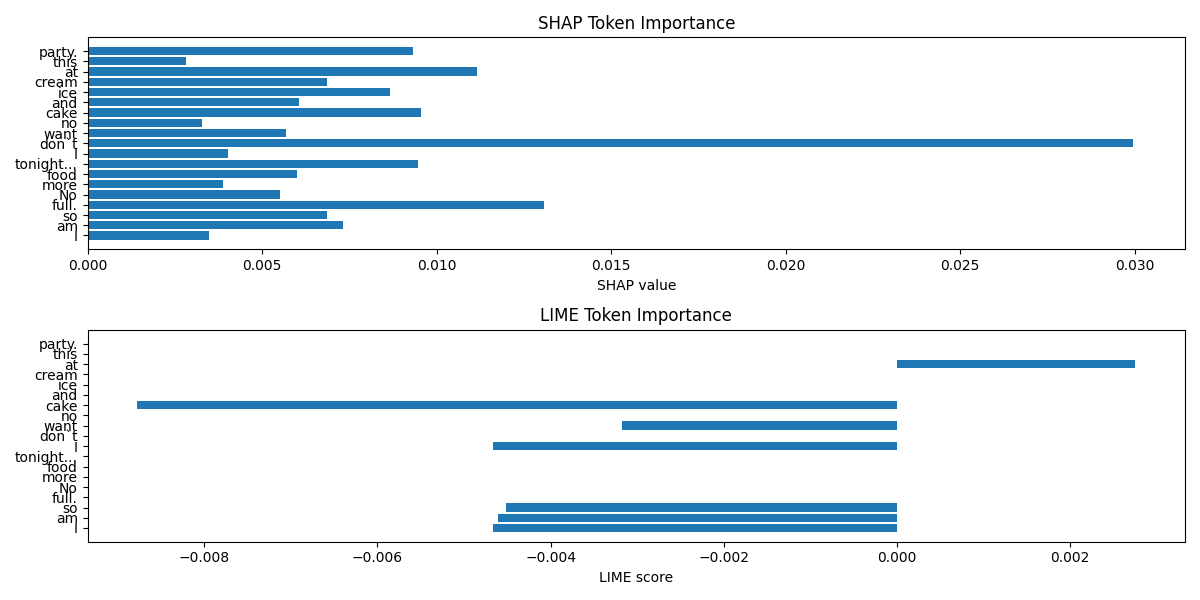 SHAP Token Importance
party.
this
at
cream
ice
and
cake
no
want
don`t
I
tonight...
food
more
No
full.
so
am
I
0.000 0.005 0.010 0.015 0.020 0.025 0.030
SHAP value
LIME Token Importance
party.
this
at
cream
ice
and
cake
no
want
don`t
I
tonight...
food
more
No
full.
so
am
I
−0.008 −0.006 −0.004 −0.002 0.000 0.002
LIME score